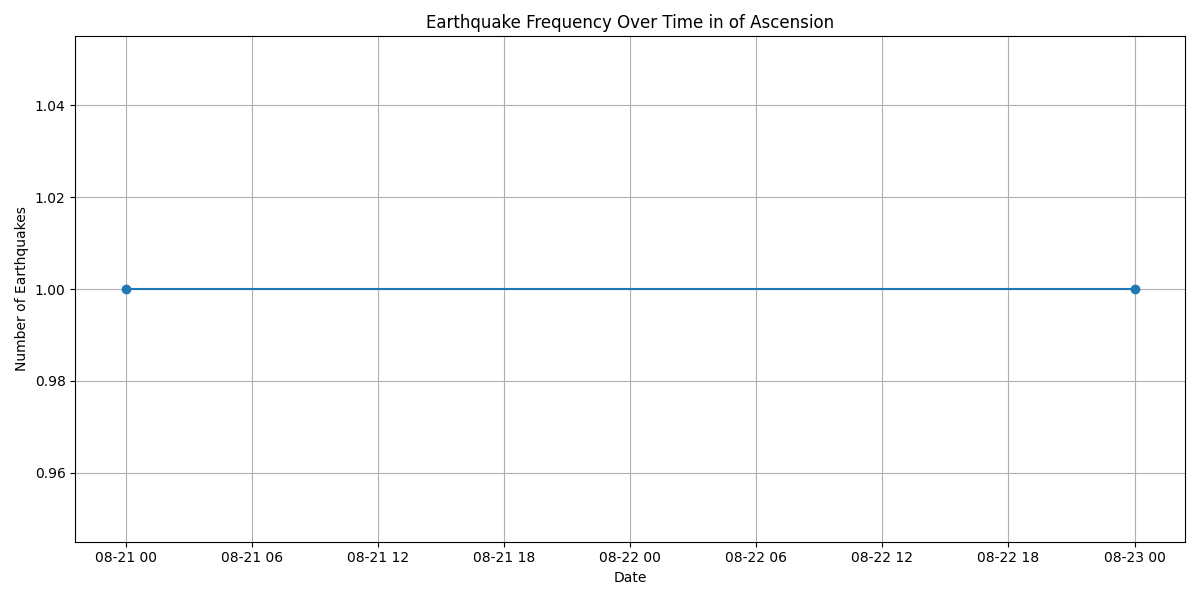 Earthquake Frequency Over Time in of Ascension
Number of Earthquakes
1.04
1.02
1.00
0.98
0.96
08-21 00 08-21 06 08-21 12 08-21 18 08-22 00 08-22 06 08-22 12 08-22 18 08-23 00
Date